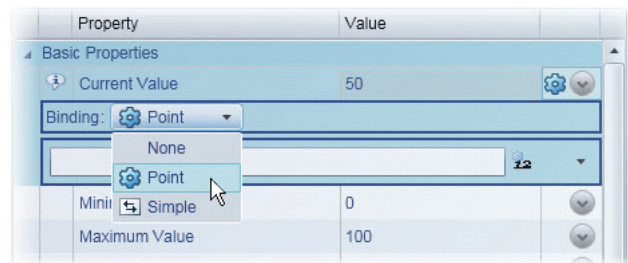 Property Value
Basic Properties
Current Value 50
Binding: Point
None
12
Point
Simple
0
Maximum Value 100